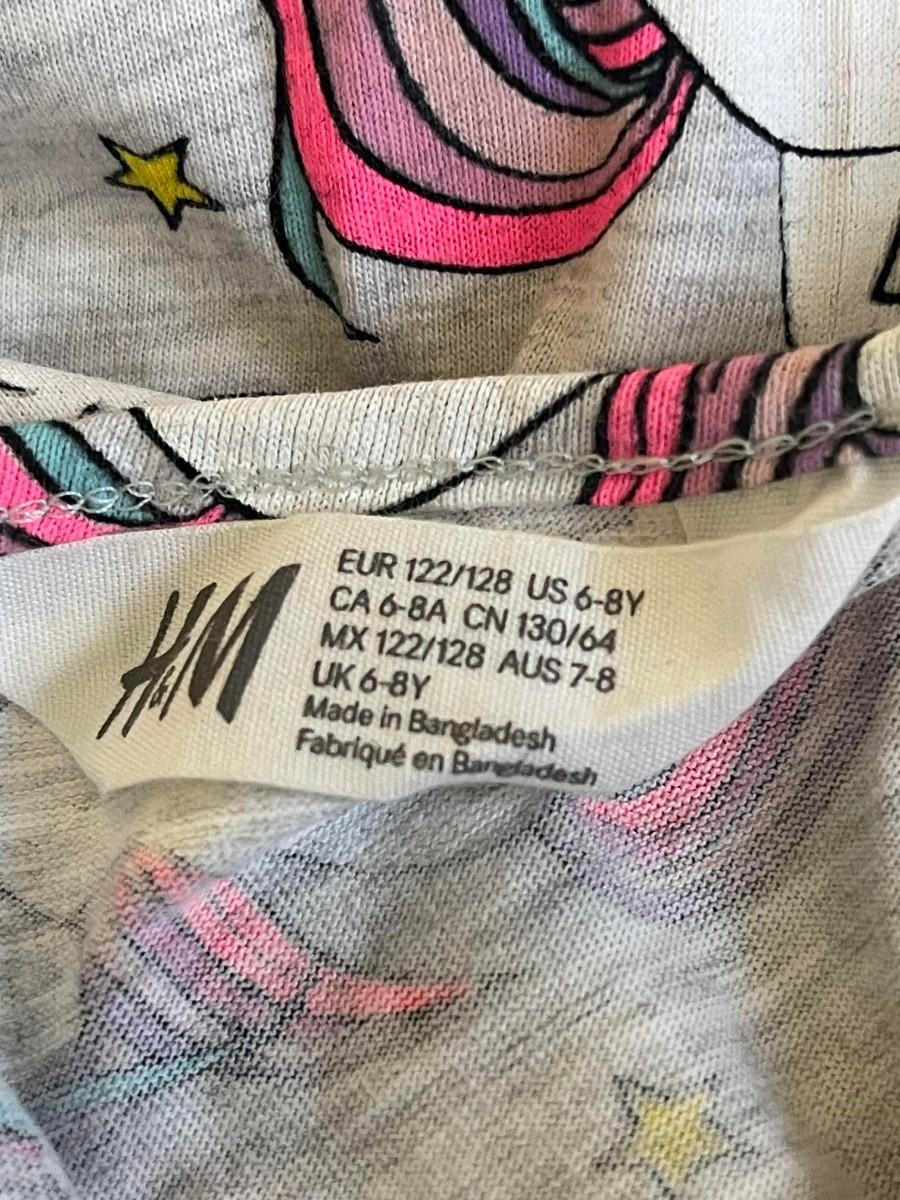 H&M
EUR 122/128 US 6-8Y
CA 6-8A CN 130/64
MX 122/128 AUS 7-8
UK 6-8Y
Made in Bangladesh
Fabriqué en Bangladesh